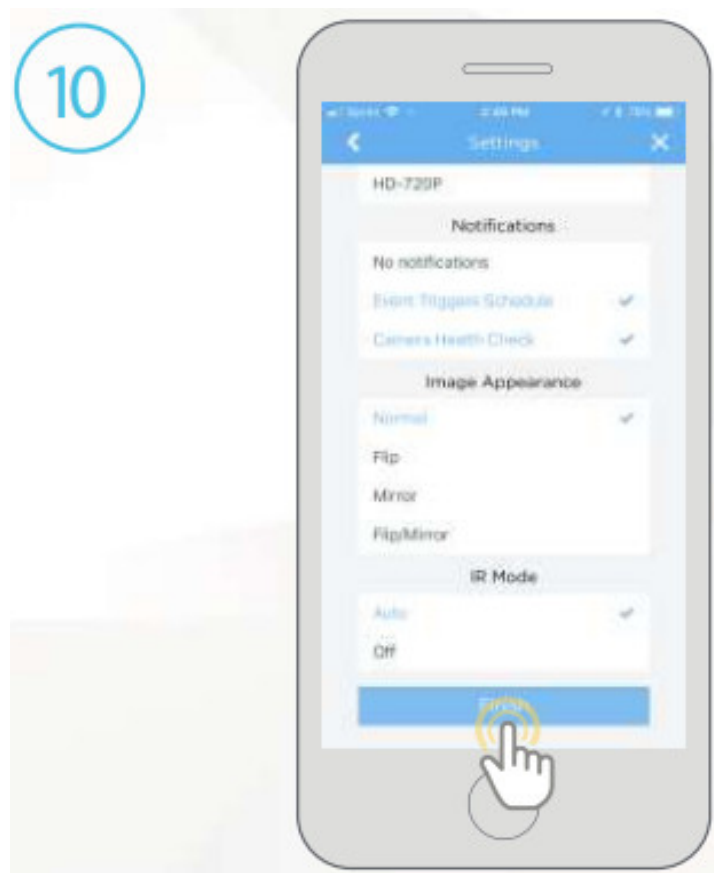 10
Settings
HD-720P
Notifications
No notifications
Event Triggers Schedule
Camera Health Check
Image Appearance
Normal
Flip
Mirror
Flip/Mirror
IR Mode
Auto
Off